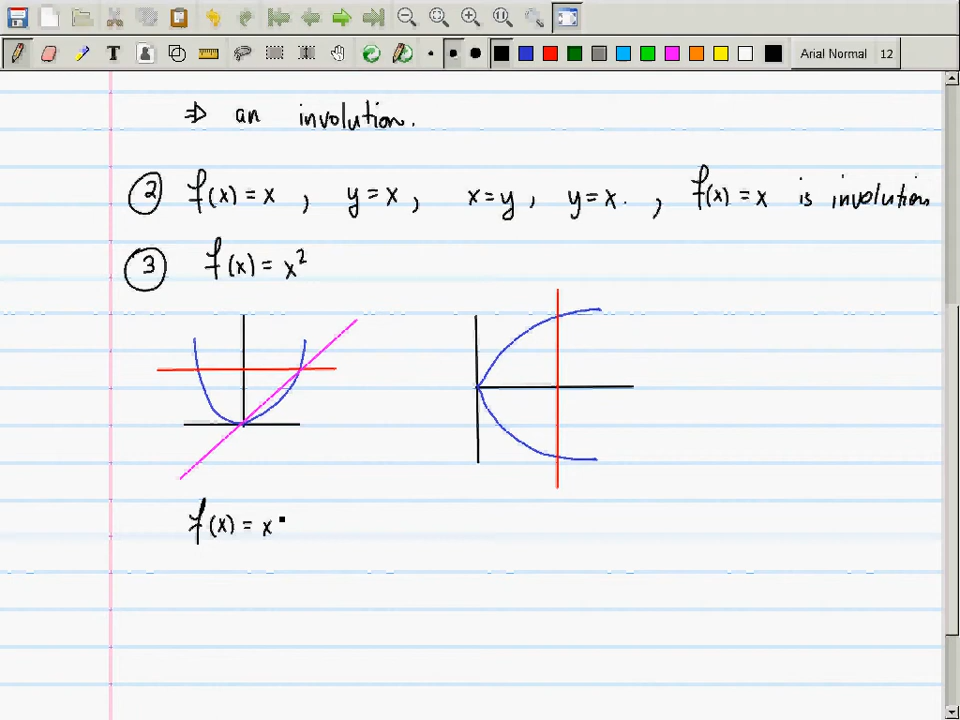 Arial Normal 12
⇒ an involution.
② f(x) = x , y = x , x = y , y = x . , f(x) = x is involution
③ f(x) = x²
f(x) = x